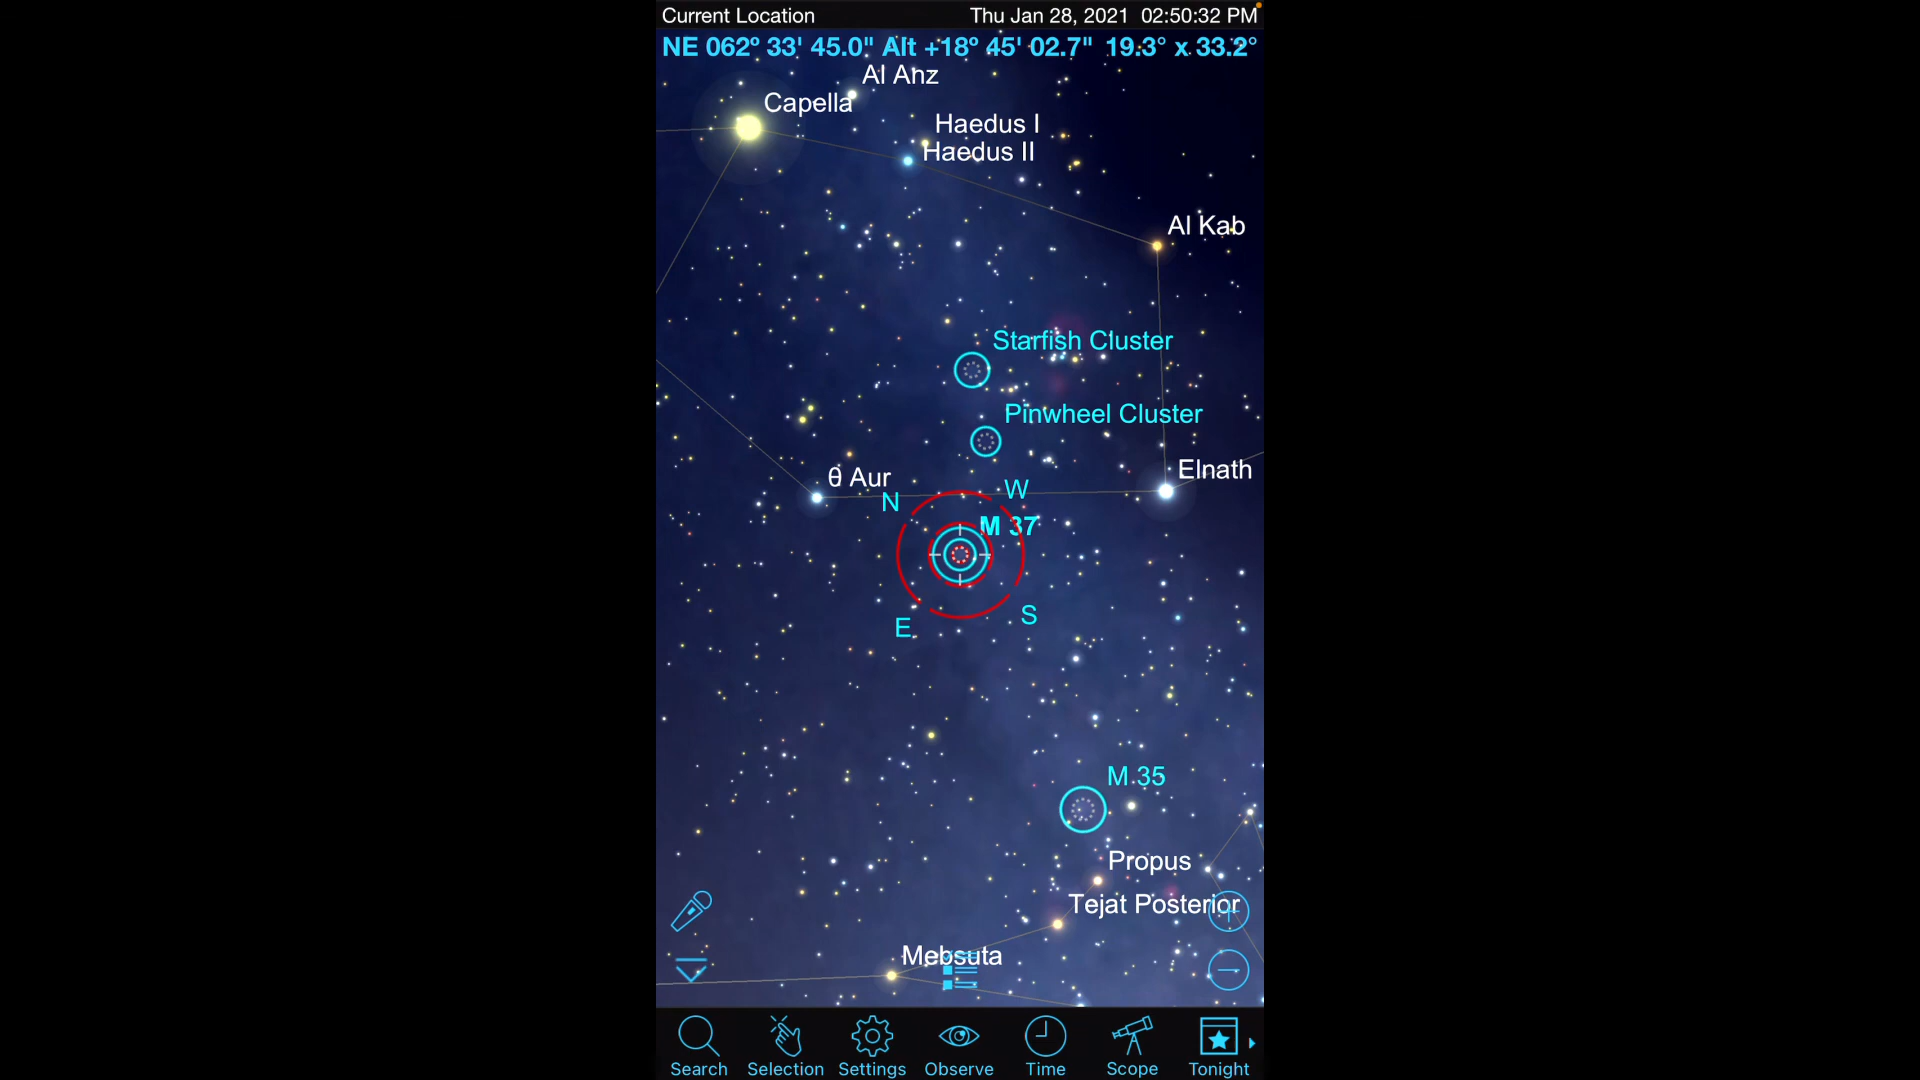 Current Location Thu Jan 28, 2021 02:50:32 PM
NE 062° 33' 45.0" Alt +18° 45' 02.7" 19.3° x 33.2°
Al Anz
Capella
Haedus I
Haedus II
Al Kab
Starfish Cluster
Pinwheel Cluster
Elnath
θ Aur
N W
M 37
E S
M 35
Propus
Tejat Posterior
Mebsuta
Search Selection Settings Observe Time Scope Tonight